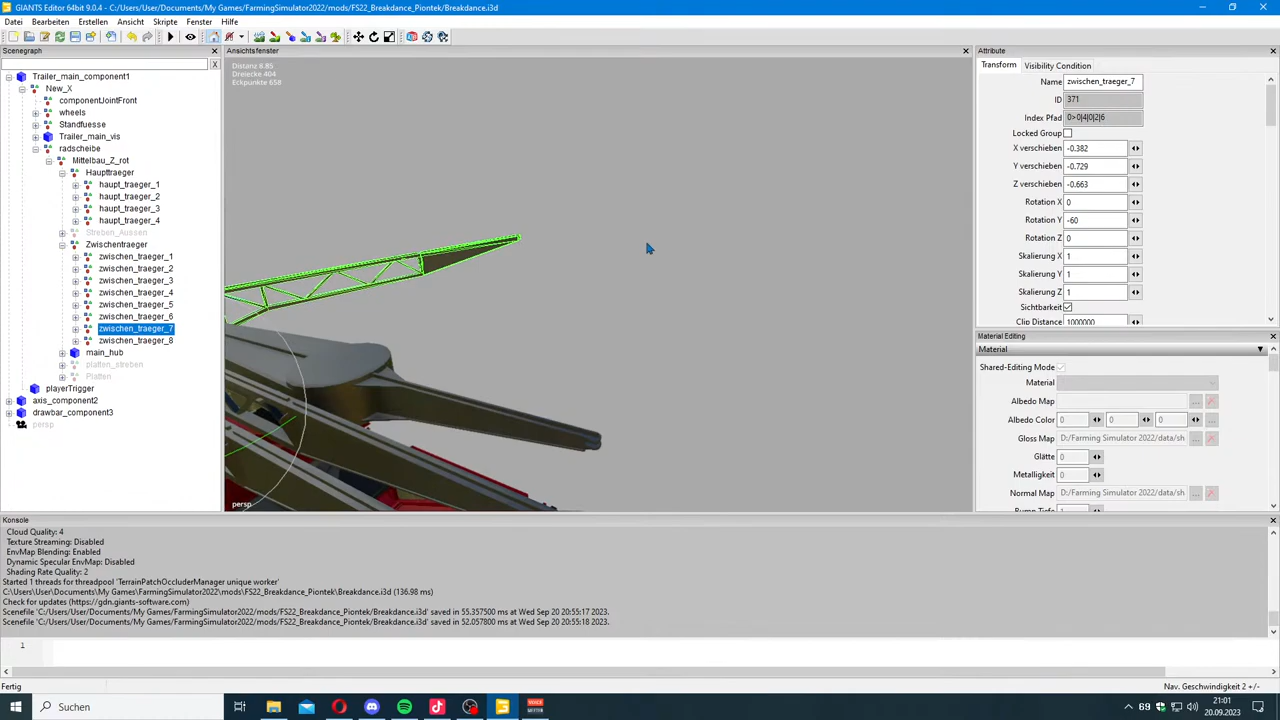 GIANTS Editor 64bit 9.0.4 - C:/Users/User/Documents/My Games/FarmingSimulator2022/mods/FS22_Breakdance_Piontek/Breakdance.i3d
Datei Bearbeiten Erstellen Ansicht Skripte Fenster Hilfe
Scenegraph
X
Trailer_main_component1
New_X
componentJointFront
wheels
Standfuesse
Trailer_main_vis
radscheibe
Mittelbau_Z_rot
Haupttraeger
haupt_traeger_1
haupt_traeger_2
haupt_traeger_3
haupt_traeger_4
Streben_Aussen
Zwischentraeger
zwischen_traeger_1
zwischen_traeger_2
zwischen_traeger_3
zwischen_traeger_4
zwischen_traeger_5
zwischen_traeger_6
zwischen_traeger_7
zwischen_traeger_8
main_hub
platten_streben
Platten
playerTrigger
axis_component2
drawbar_component3
persp
Ansichtsfenster
Distanz 8.85
Dreiecke 404
Eckpunkte 658
persp
Attribute
Transform Visibility Condition
Name zwischen_traeger_7
ID 371
Index Pfad 0>0|4|0|2|6
Locked Group
X verschieben -0.382
Y verschieben -0.729
Z verschieben -0.663
Rotation X 0
Rotation Y -60
Rotation Z 0
Skalierung X 1
Skalierung Y 1
Skalierung Z 1
Sichtbarkeit
Clip Distance 1000000
Material Editing
Material
Shared-Editing Mode
Material
Albedo Map ...
Albedo Color 0 0 0 ...
Gloss Map D:/Farming Simulator 2022/data/sh ...
Glätte 0
Metalligkeit 0
Normal Map D:/Farming Simulator 2022/data/sh ...
Bump Tiefe
Konsole
Cloud Quality: 4
Texture Streaming: Disabled
EnvMap Blending: Enabled
EnvMap Blending: Enabled
Dynamic Specular EnvMap: Disabled
Shading Rate Quality: 2
Started 1 threads for threadpool 'TerrainPatchOccluderManager unique worker'
C:\Users\User\Documents\My Games\FarmingSimulator2022\mods\FS22_Breakdance_Piontek\Breakdance.i3d (136.98 ms)
Check for updates (https://gdn.giants-software.com)
Scenefile 'C:/Users/User/Documents/My Games/FarmingSimulator2022/mods/FS22_Breakdance_Piontek/Breakdance.i3d' saved in 55.357500 ms at Wed Sep 20 20:55:17 2023.
Scenefile 'C:/Users/User/Documents/My Games/FarmingSimulator2022/mods/FS22_Breakdance_Piontek/Breakdance.i3d' saved in 52.057800 ms at Wed Sep 20 20:55:18 2023.
1
Fertig Nav. Geschwindigkeit 2 +/-
Suchen
21:01
20.09.2023